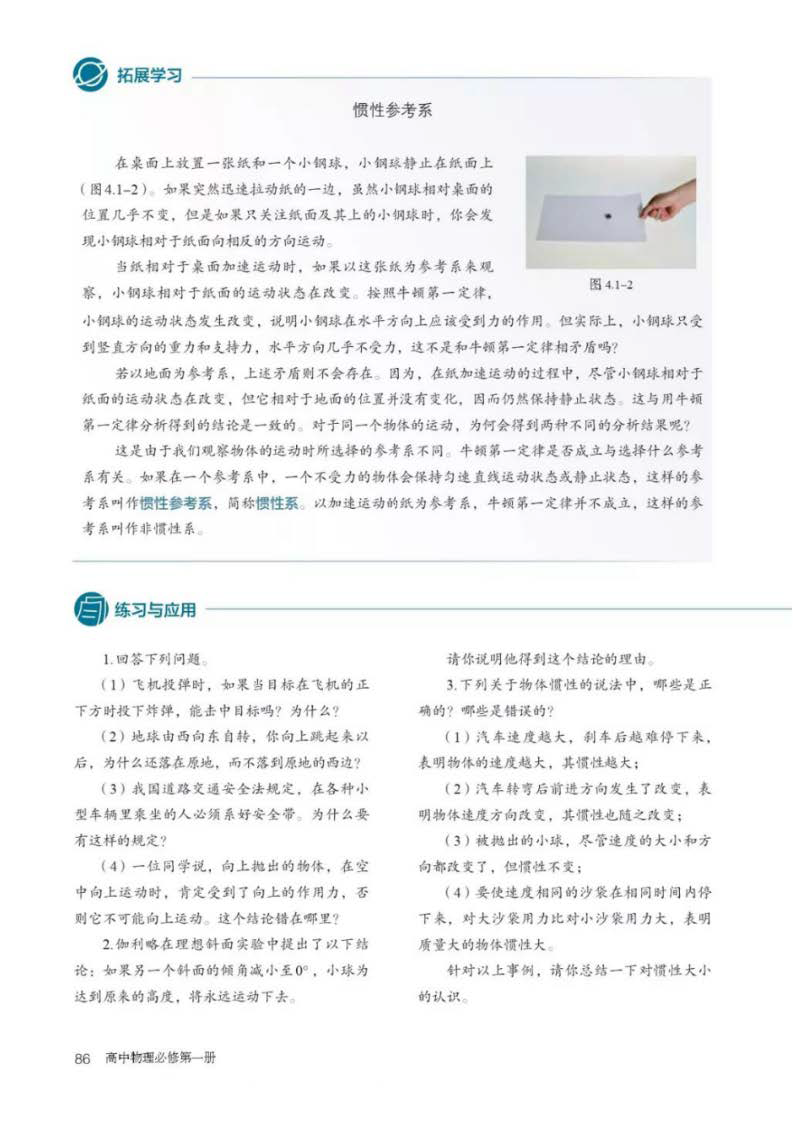 拓展学习
惯性参考系
在桌面上放置一张纸和一个小钢球，小钢球静止在纸面上
（图4.1-2）。如果突然迅速拉动纸的一边，虽然小钢球相对桌面的
位置几乎不变，但是如果只关注纸面及其上的小钢球时，你会发
现小钢球相对于纸面向相反的方向运动。
当纸相对于桌面加速运动时，如果以这张纸为参考系来观
察，小钢球相对于纸面的运动状态在改变。按照牛顿第一定律，
图 4.1-2
小钢球的运动状态发生改变，说明小钢球在水平方向上应该受到力的作用。但实际上，小钢球只受
到竖直方向的重力和支持力，水平方向几乎不受力，这不是和牛顿第一定律相矛盾吗？
若以地面为参考系，上述矛盾则不会存在。因为，在纸加速运动的过程中，尽管小钢球相对于
纸面的运动状态在改变，但它相对于地面的位置并没有变化，因而仍然保持静止状态。这与用牛顿
第一定律分析得到的结论是一致的。对于同一个物体的运动，为何会得到两种不同的分析结果呢？
这是由于我们观察物体的运动时所选择的参考系不同。牛顿第一定律是否成立与选择什么参考
系有关。如果在一个参考系中，一个不受力的物体会保持匀速直线运动状态或静止状态，这样的参
考系叫作惯性参考系，简称惯性系。以加速运动的纸为参考系，牛顿第一定律并不成立，这样的参
考系叫作非惯性系。
练习与应用
1.回答下列问题。
（1）飞机投弹时，如果当目标在飞机的正
下方时投下炸弹，能击中目标吗？为什么？
（2）地球由西向东自转，你向上跳起来以
后，为什么还落在原地，而不落到原地的西边？
（3）我国道路交通安全法规定，在各种小
型车辆里乘坐的人必须系好安全带。为什么要
有这样的规定？
（4）一位同学说，向上抛出的物体，在空
中向上运动时，肯定受到了向上的作用力，否
则它不可能向上运动。这个结论错在哪里？
2.伽利略在理想斜面实验中提出了以下结
论：如果另一个斜面的倾角减小至0°，小球为
达到原来的高度，将永远运动下去。
请你说明他得到这个结论的理由。
3.下列关于物体惯性的说法中，哪些是正
确的？哪些是错误的？
（1）汽车速度越大，刹车后越难停下来，
表明物体的速度越大，其惯性越大；
（2）汽车转弯后前进方向发生了改变，表
明物体速度方向改变，其惯性也随之改变；
（3）被抛出的小球，尽管速度的大小和方
向都改变了，但惯性不变；
（4）要使速度相同的沙袋在相同时间内停
下来，对大沙袋用力比对小沙袋用力大，表明
质量大的物体惯性大。
针对以上事例，请你总结一下对惯性大小
的认识。
86 高中物理必修第一册